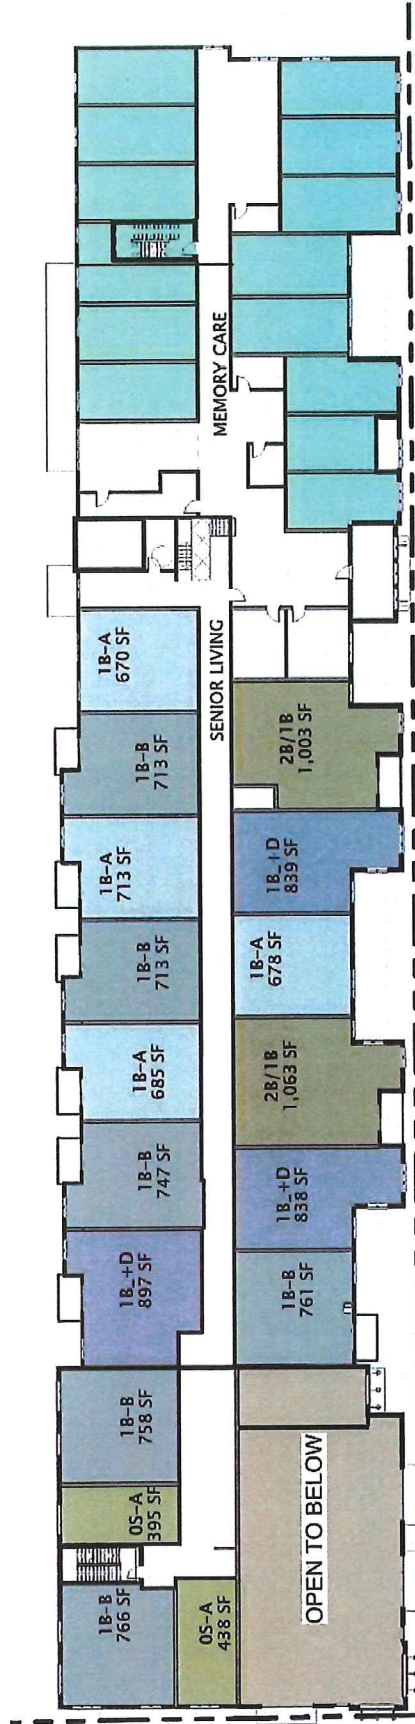 MEMORY CARE
SENIOR LIVING
1B-A
670 SF
1B-B
713 SF
1B-A
713 SF
1B-B
713 SF
1B-A
685 SF
1B-B
747 SF
1B_+D
897 SF
1B-B
758 SF
0S-A
395 SF
1B-B
766 SF
0S-A
438 SF
2B/1B
1,003 SF
1B_+D
839 SF
1B-A
678 SF
2B/1B
1,063 SF
1B_+D
838 SF
1B-B
761 SF
OPEN TO BELOW